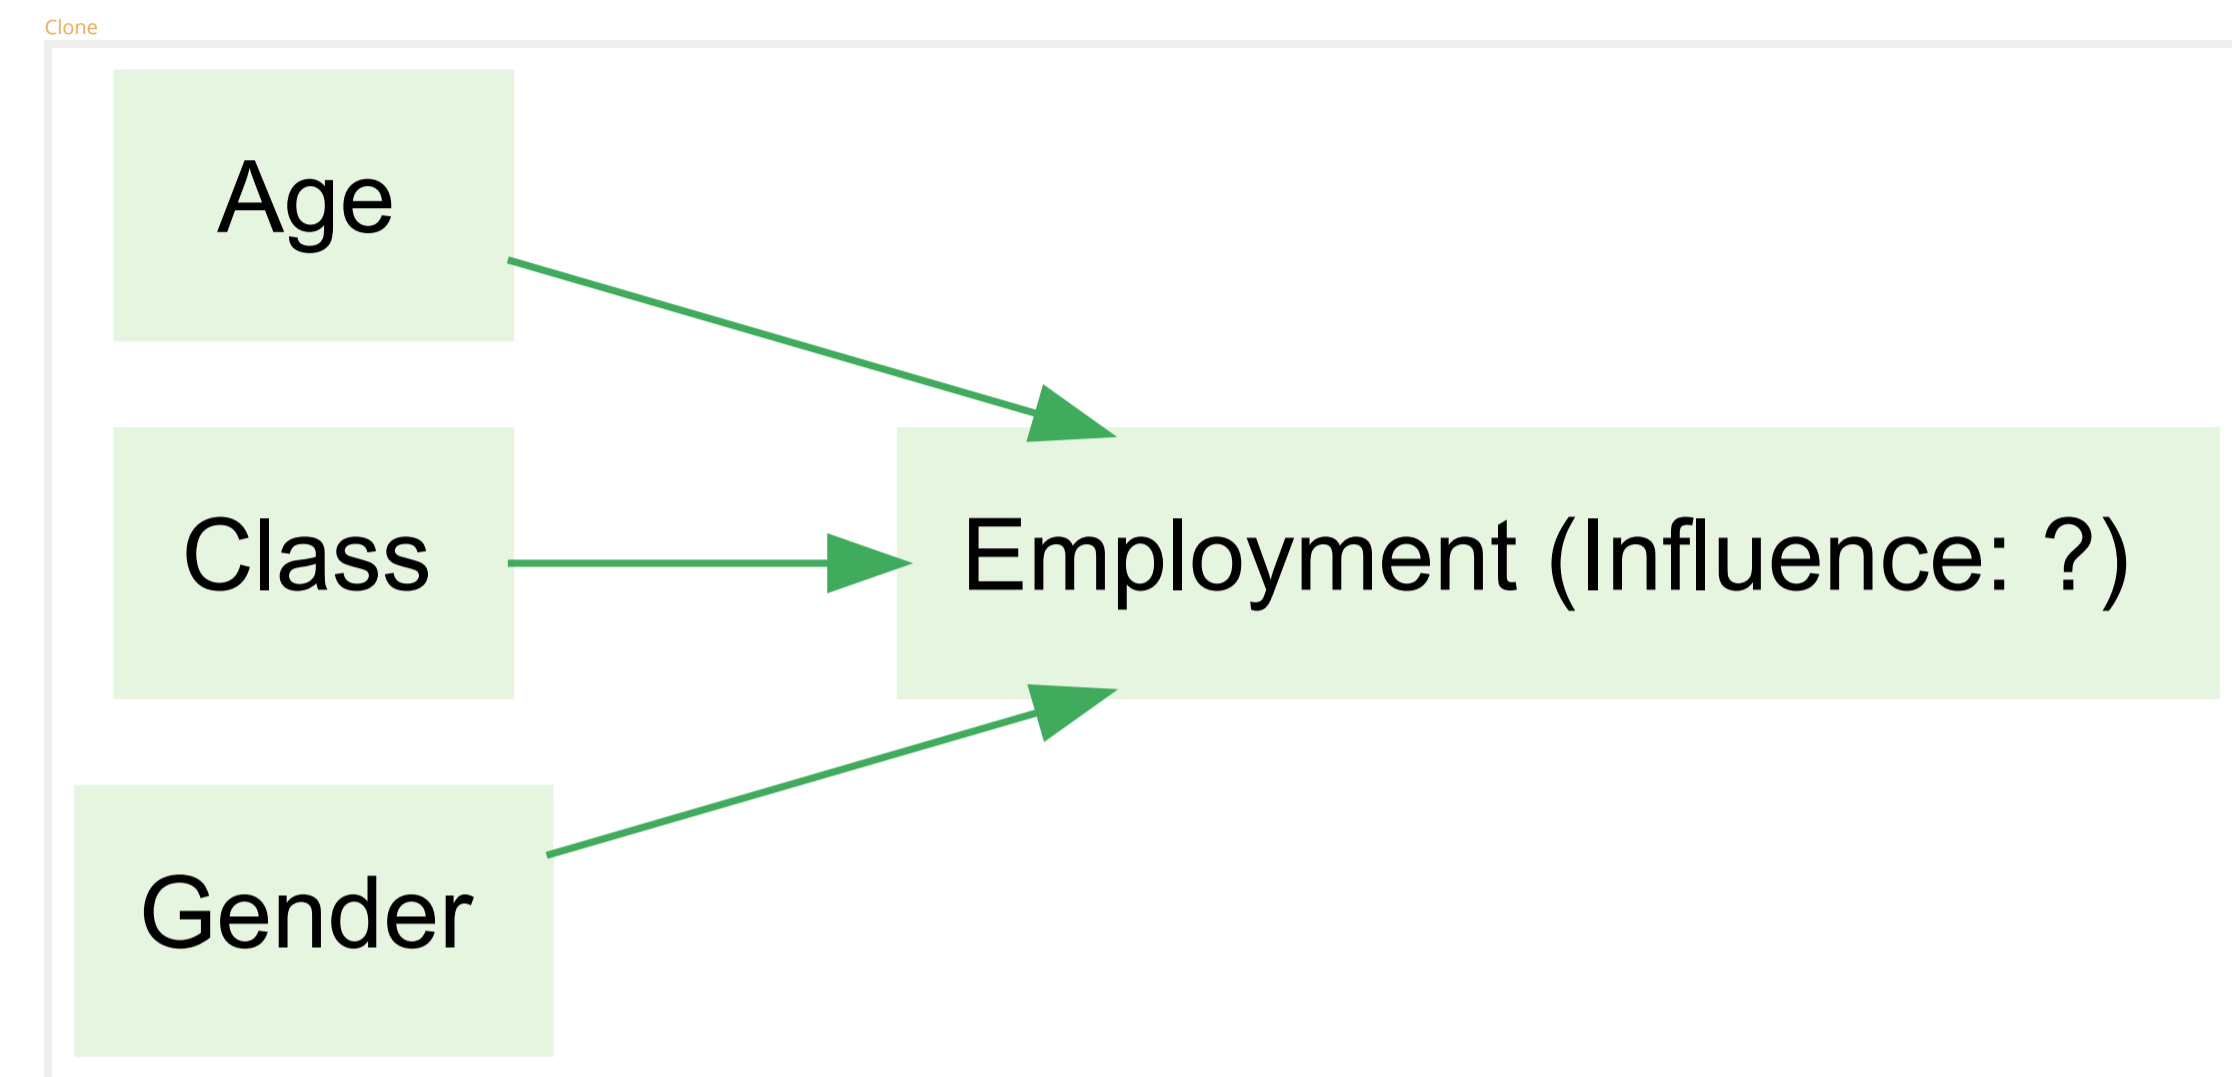 Clone
Age
Class
Employment (Influence: ?)
Gender